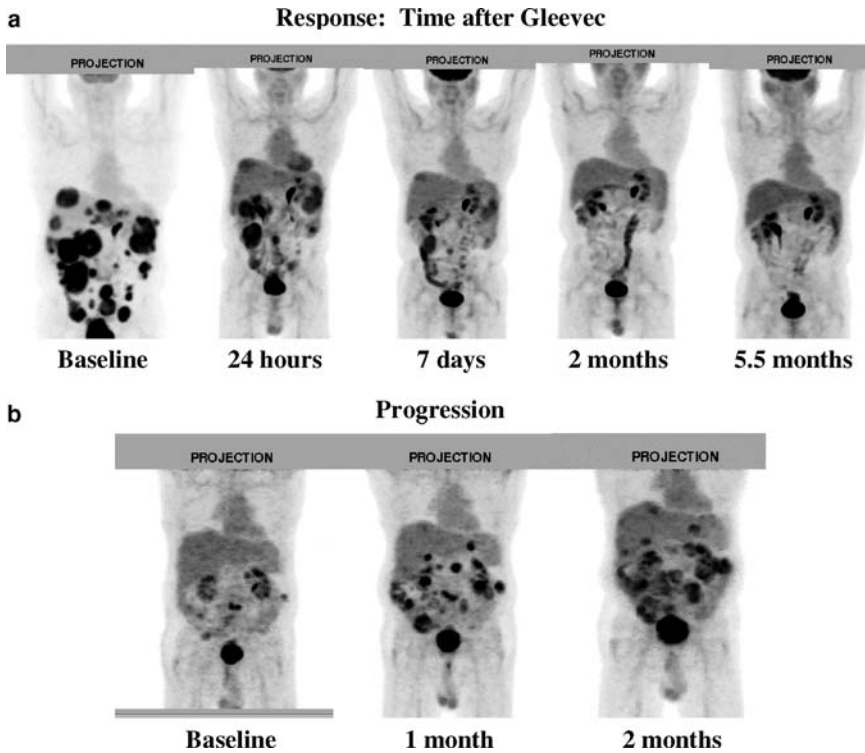 a
Response: Time after Gleevec
PROJECTION PROJECTION PROJECTION PROJECTION PROJECTION
Baseline 24 hours 7 days 2 months 5.5 months
b
Progression
PROJECTION PROJECTION PROJECTION
Baseline 1 month 2 months